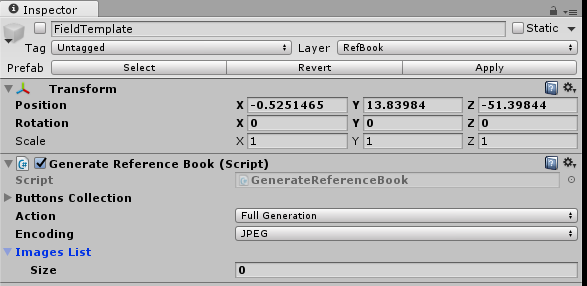 Inspector
FieldTemplate Static
Tag Untagged Layer RefBook
Prefab Select Revert Apply
Transform
Position X -0.5251465 Y 13.83984 Z -51.39844
Rotation X 0 Y 0 Z 0
Scale X 1 Y 1 Z 1
Generate Reference Book (Script)
Script GenerateReferenceBook
Buttons Collection
Action Full Generation
Encoding JPEG
Images List
Size 0